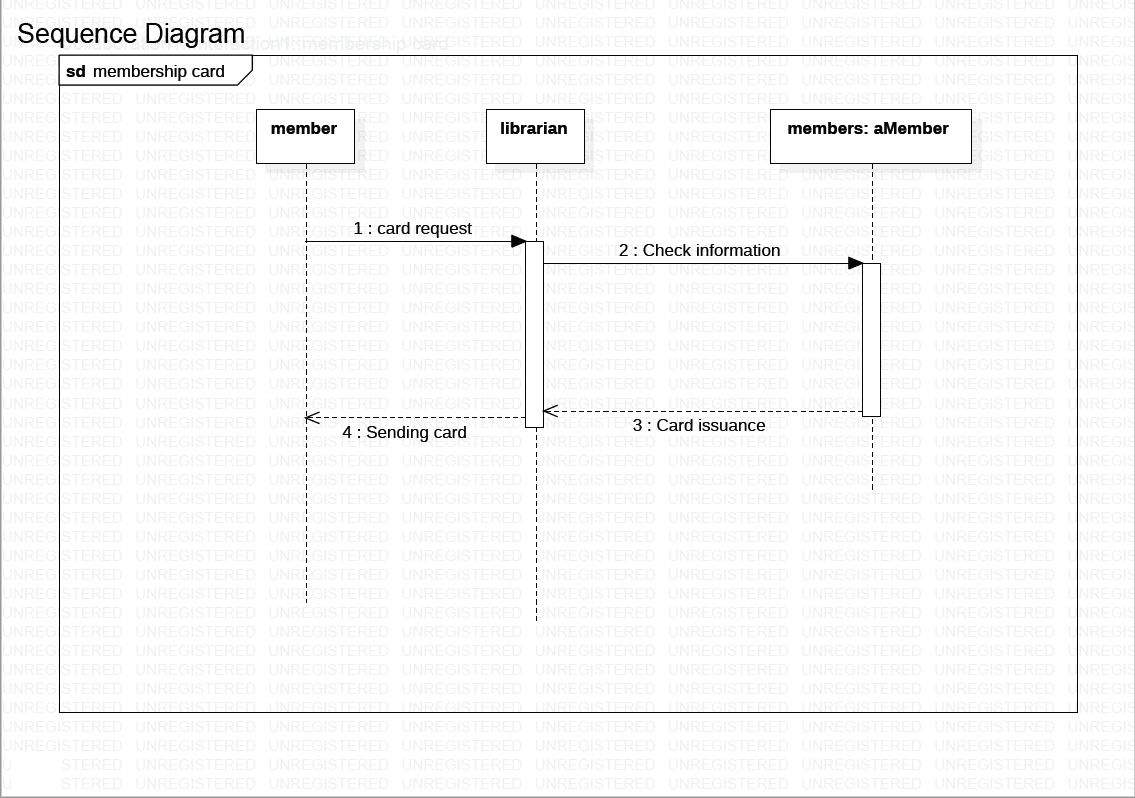 Sequence Diagram
sd membership card
member
librarian
members: aMember
1 : card request
2 : Check information
3 : Card issuance
4 : Sending card
UNREGISTERED